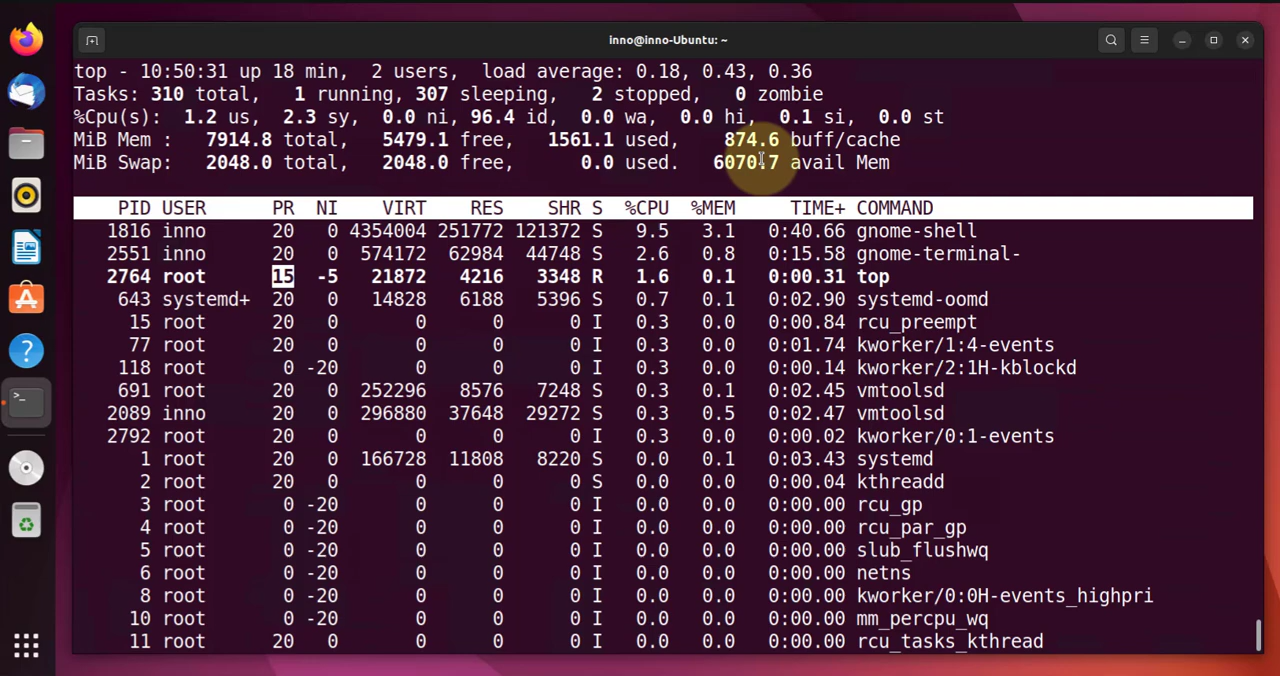 inno@inno-Ubuntu: ~
top - 10:50:31 up 18 min,  2 users,  load average: 0.18, 0.43, 0.36
Tasks: 310 total,   1 running, 307 sleeping,   2 stopped,   0 zombie
%Cpu(s):  1.2 us,  2.3 sy,  0.0 ni, 96.4 id,  0.0 wa,  0.0 hi,  0.1 si,  0.0 st
MiB Mem :   7914.8 total,   5479.1 free,   1561.1 used,    874.6 buff/cache
MiB Swap:   2048.0 total,   2048.0 free,      0.0 used.   6070.7 avail Mem
PID USER PR NI VIRT RES SHR S %CPU %MEM TIME+ COMMAND
1816 inno 20 0 4354004 251772 121372 S 9.5 3.1 0:40.66 gnome-shell
2551 inno 20 0 574172 62984 44748 S 2.6 0.8 0:15.58 gnome-terminal-
2764 root 15 -5 21872 4216 3348 R 1.6 0.1 0:00.31 top
643 systemd+ 20 0 14828 6188 5396 S 0.7 0.1 0:02.90 systemd-oomd
15 root 20 0 0 0 0 I 0.3 0.0 0:00.84 rcu_preempt
77 root 20 0 0 0 0 I 0.3 0.0 0:01.74 kworker/1:4-events
118 root 0 -20 0 0 0 I 0.3 0.0 0:00.14 kworker/2:1H-kblockd
691 root 20 0 252296 8576 7248 S 0.3 0.1 0:02.45 vmtoolsd
2089 inno 20 0 296880 37648 29272 S 0.3 0.5 0:02.47 vmtoolsd
2792 root 20 0 0 0 0 I 0.3 0.0 0:00.02 kworker/0:1-events
1 root 20 0 166728 11808 8220 S 0.0 0.1 0:03.43 systemd
2 root 20 0 0 0 0 S 0.0 0.0 0:00.04 kthreadd
3 root 0 -20 0 0 0 I 0.0 0.0 0:00.00 rcu_gp
4 root 0 -20 0 0 0 I 0.0 0.0 0:00.00 rcu_par_gp
5 root 0 -20 0 0 0 I 0.0 0.0 0:00.00 slub_flushwq
6 root 0 -20 0 0 0 I 0.0 0.0 0:00.00 netns
8 root 0 -20 0 0 0 I 0.0 0.0 0:00.00 kworker/0:0H-events_highpri
10 root 0 -20 0 0 0 I 0.0 0.0 0:00.00 mm_percpu_wq
11 root 20 0 0 0 0 I 0.0 0.0 0:00.00 rcu_tasks_kthread